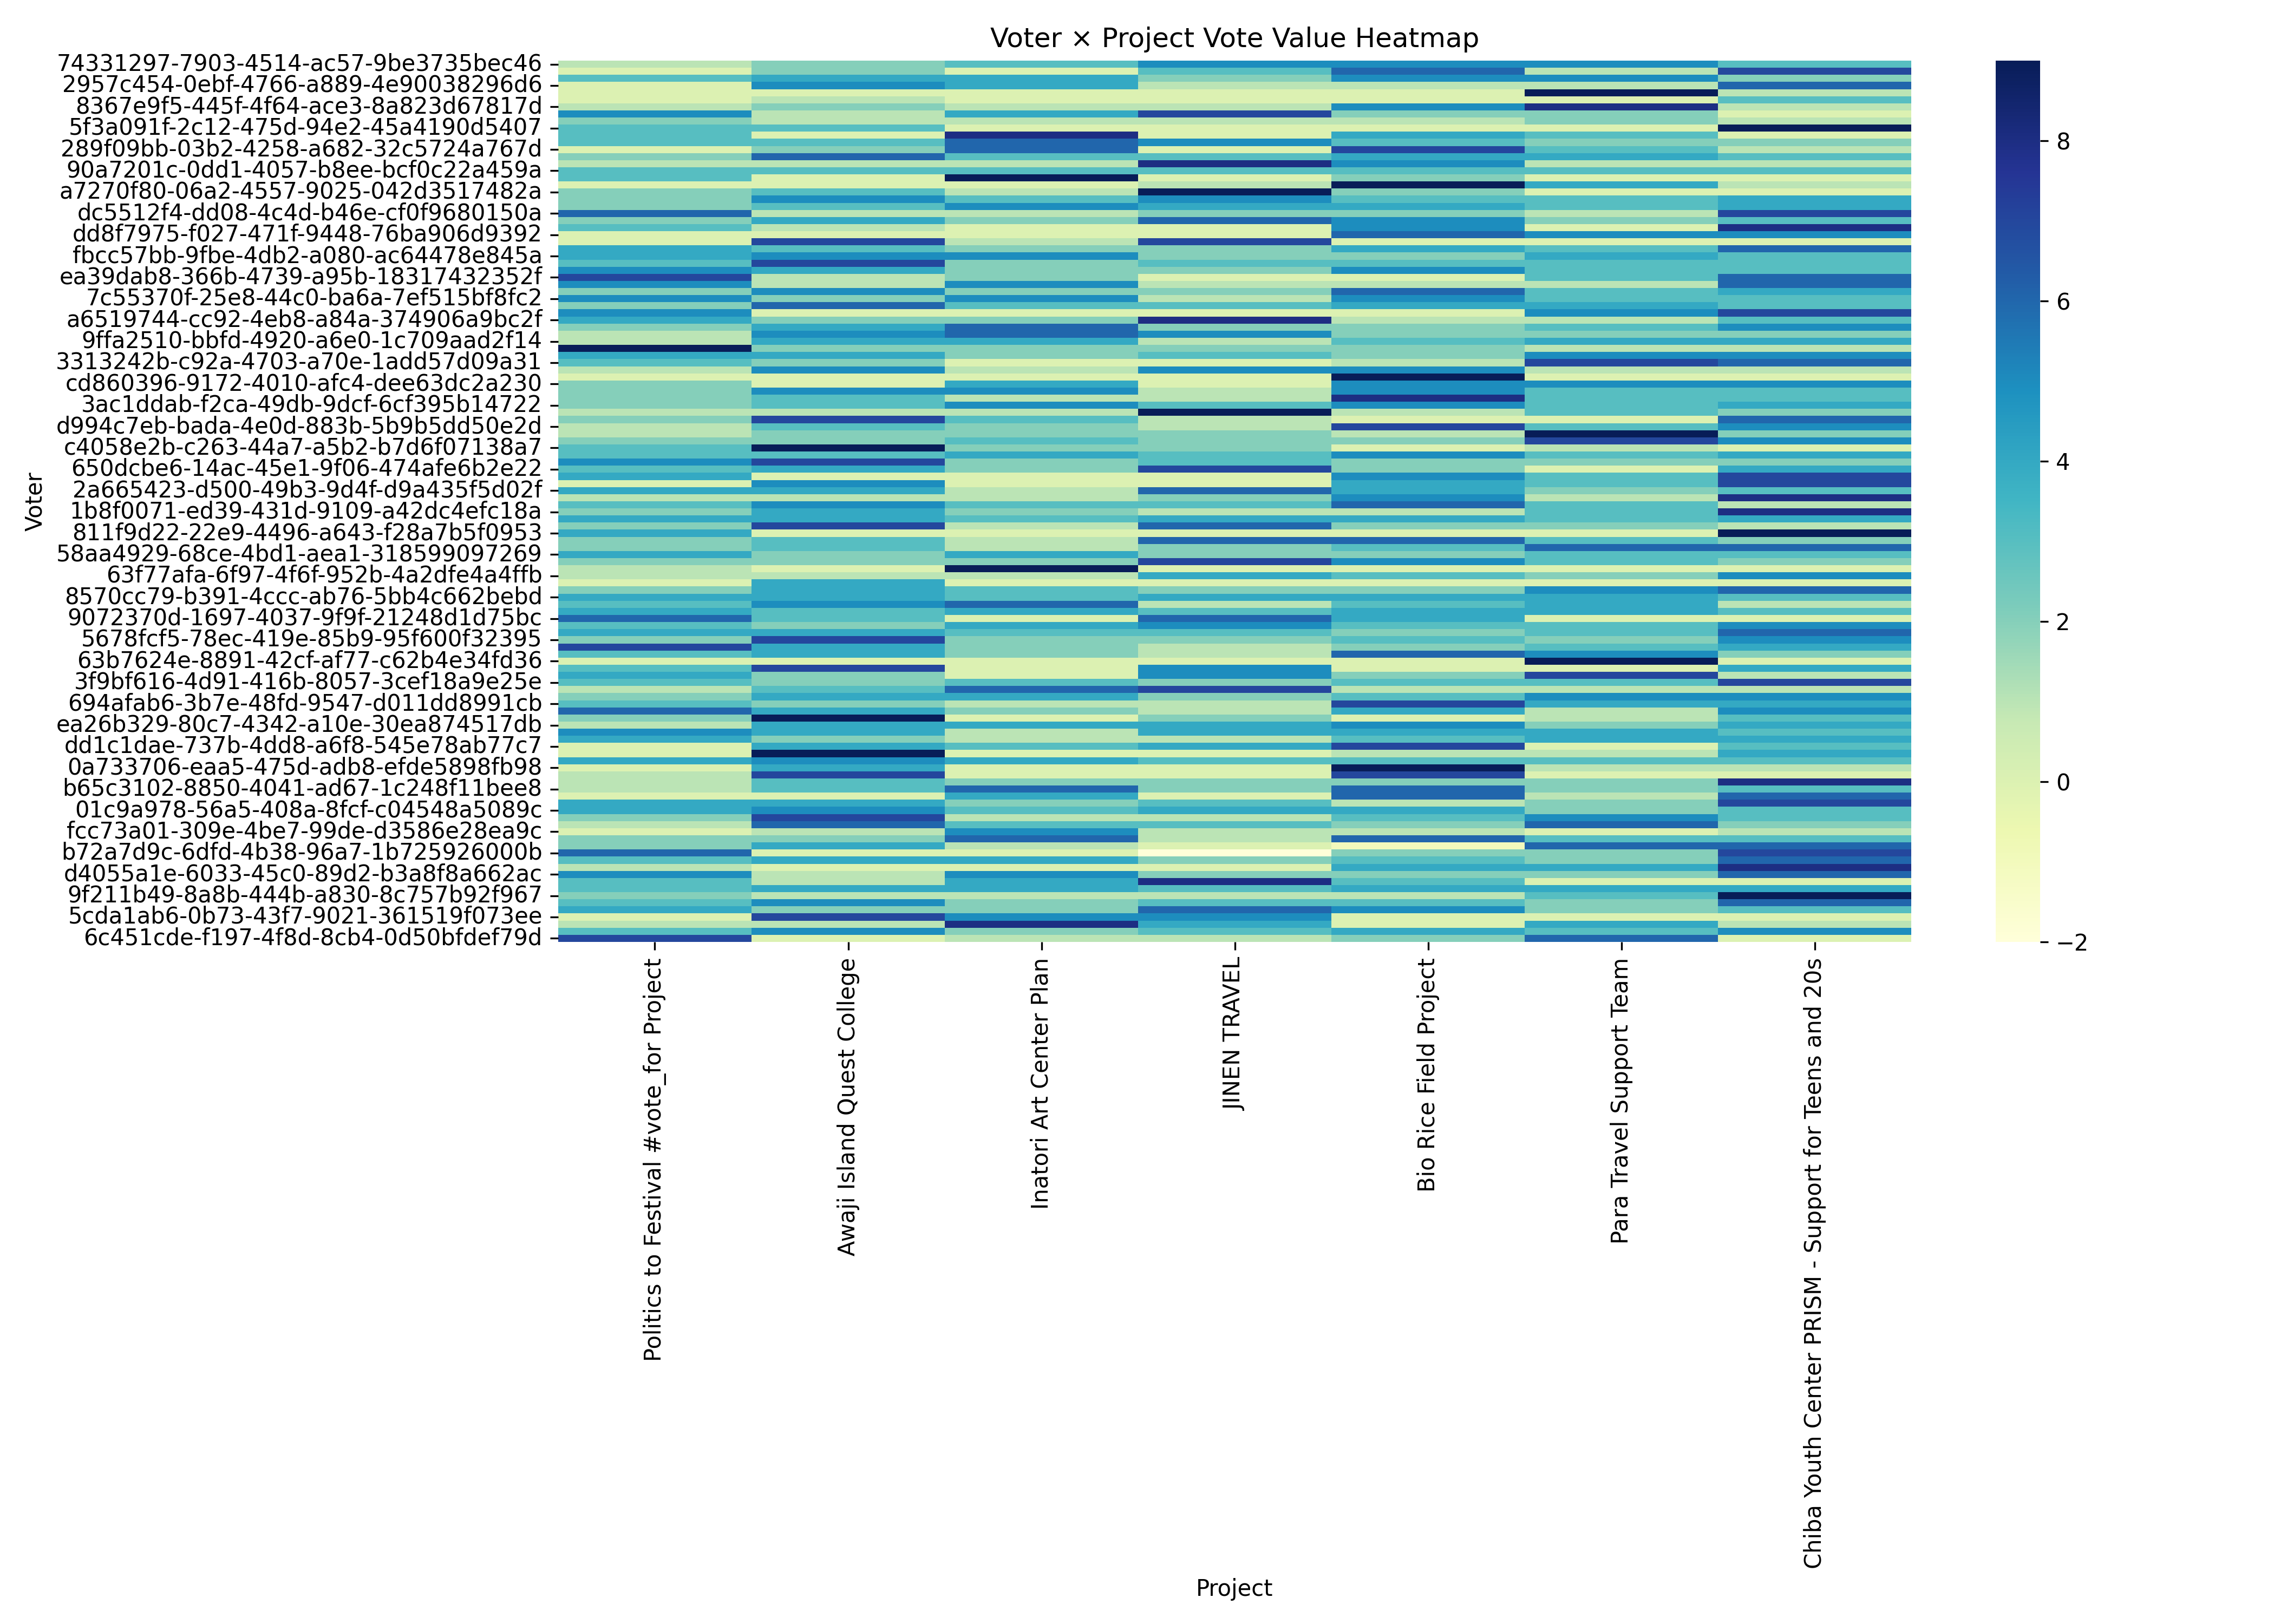 Voter × Project Vote Value Heatmap
74331297-7903-4514-ac57-9be3735bec46
2957c454-0ebf-4766-a889-4e90038296d6
8367e9f5-445f-4f64-ace3-8a823d67817d
5f3a091f-2c12-475d-94e2-45a4190d5407
289f09bb-03b2-4258-a682-32c5724a767d
90a7201c-0dd1-4057-b8ee-bcf0c22a459a
a7270f80-06a2-4557-9025-042d3517482a
dc5512f4-dd08-4c4d-b46e-cf0f9680150a
dd8f7975-f027-471f-9448-76ba906d9392
fbcc57bb-9fbe-4db2-a080-ac64478e845a
ea39dab8-366b-4739-a95b-18317432352f
7c55370f-25e8-44c0-ba6a-7ef515bf8fc2
a6519744-cc92-4eb8-a84a-374906a9bc2f
9ffa2510-bbfd-4920-a6e0-1c709aad2f14
3313242b-c92a-4703-a70e-1add57d09a31
cd860396-9172-4010-afc4-dee63dc2a230
3ac1ddab-f2ca-49db-9dcf-6cf395b14722
d994c7eb-bada-4e0d-883b-5b9b5dd50e2d
c4058e2b-c263-44a7-a5b2-b7d6f07138a7
650dcbe6-14ac-45e1-9f06-474afe6b2e22
2a665423-d500-49b3-9d4f-d9a435f5d02f
1b8f0071-ed39-431d-9109-a42dc4efc18a
811f9d22-22e9-4496-a643-f28a7b5f0953
58aa4929-68ce-4bd1-aea1-318599097269
63f77afa-6f97-4f6f-952b-4a2dfe4a4ffb
8570cc79-b391-4ccc-ab76-5bb4c662bebd
9072370d-1697-4037-9f9f-21248d1d75bc
5678fcf5-78ec-419e-85b9-95f600f32395
63b7624e-8891-42cf-af77-c62b4e34fd36
3f9bf616-4d91-416b-8057-3cef18a9e25e
694afab6-3b7e-48fd-9547-d011dd8991cb
ea26b329-80c7-4342-a10e-30ea874517db
dd1c1dae-737b-4dd8-a6f8-545e78ab77c7
0a733706-eaa5-475d-adb8-efde5898fb98
b65c3102-8850-4041-ad67-1c248f11bee8
01c9a978-56a5-408a-8fcf-c04548a5089c
fcc73a01-309e-4be7-99de-d3586e28ea9c
b72a7d9c-6dfd-4b38-96a7-1b725926000b
d4055a1e-6033-45c0-89d2-b3a8f8a662ac
9f211b49-8a8b-444b-a830-8c757b92f967
5cda1ab6-0b73-43f7-9021-361519f073ee
6c451cde-f197-4f8d-8cb4-0d50bfdef79d
Voter
Politics to Festival #vote_for Project
Awaji Island Quest College
Inatori Art Center Plan
JINEN TRAVEL
Bio Rice Field Project
Para Travel Support Team
Chiba Youth Center PRISM - Support for Teens and 20s
Project
8
6
4
2
0
−2